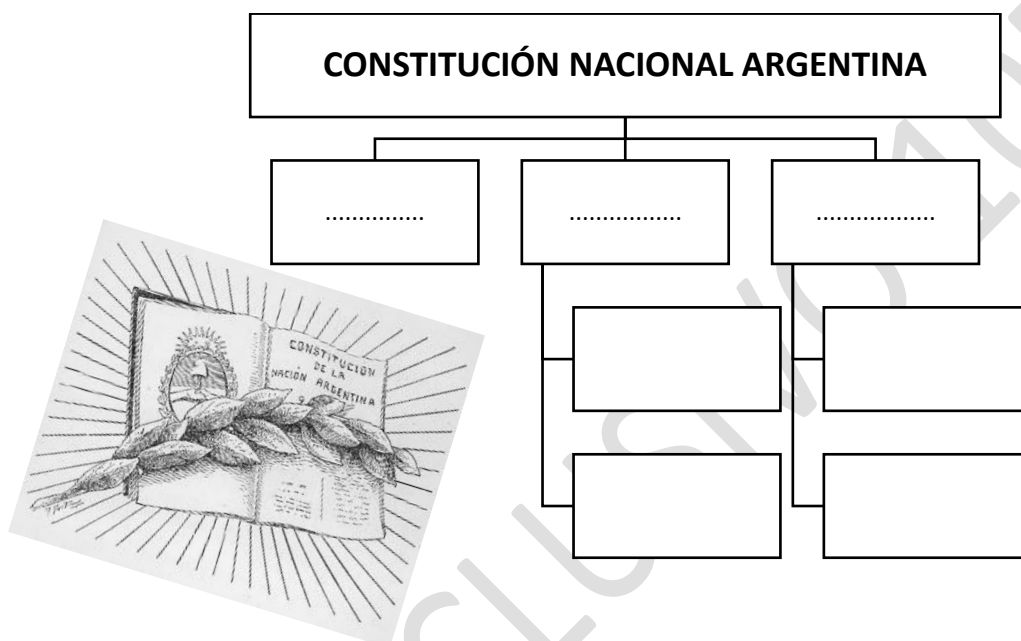 CONSTITUCIÓN NACIONAL ARGENTINA
............... ................. ..................
CONSTITUCION
DE LA
NACIÓN ARGENTINA